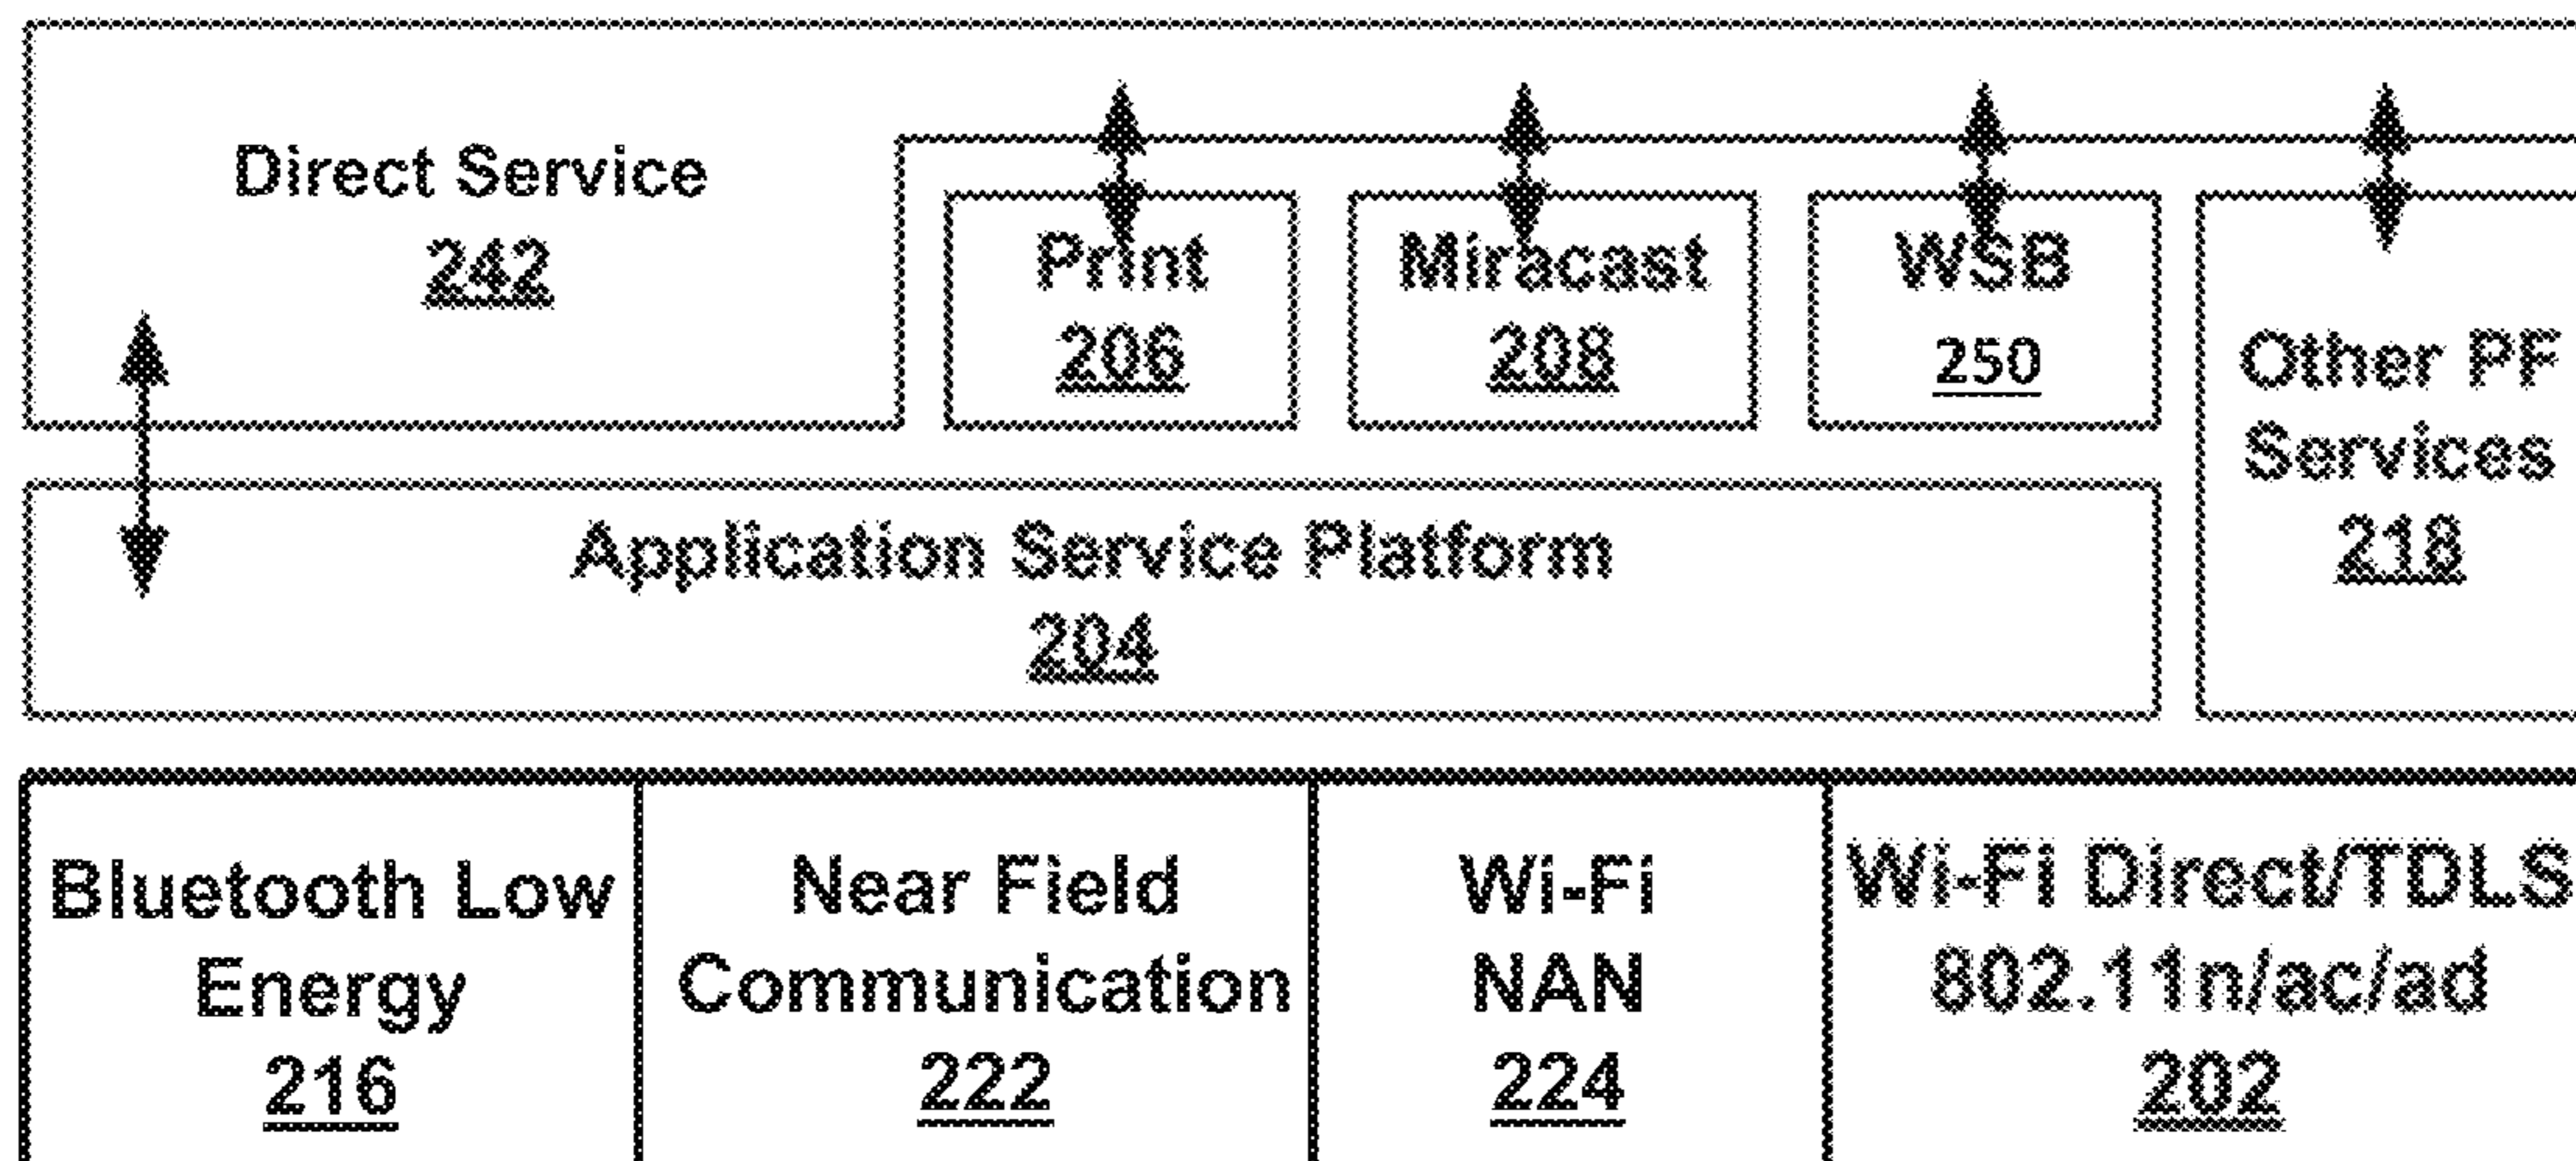 Direct Service
242
Print
206
Miracast
208
WSB
250
Other PF
Services
218
Application Service Platform
204
Bluetooth Low
Energy
216
Near Field
Communication
222
Wi-Fi
NAN
224
Wi-Fi Direct/TDLS
802.11n/ac/ad
202